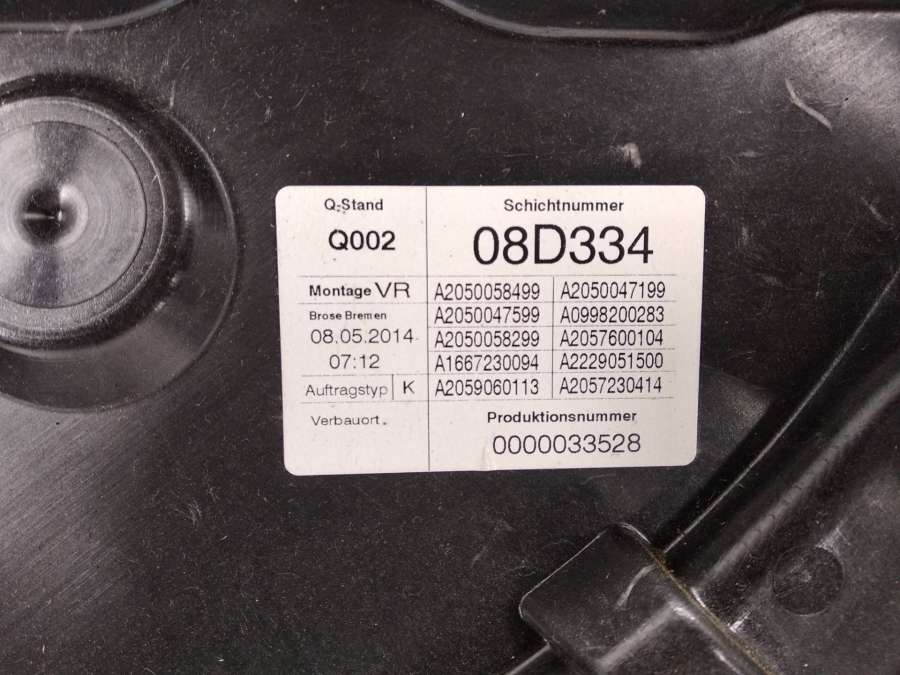 Q-Stand
Q002
Schichtnummer
08D334
Montage VR
Brose Bremen
08.05.2014
07:12
Auftragstyp K
Verbauort.
A2050058499 A2050047199
A2050047599 A0998200283
A2050058299 A2057600104
A1667230094 A2229051500
A2059060113 A2057230414
Produktionsnummer
0000033528